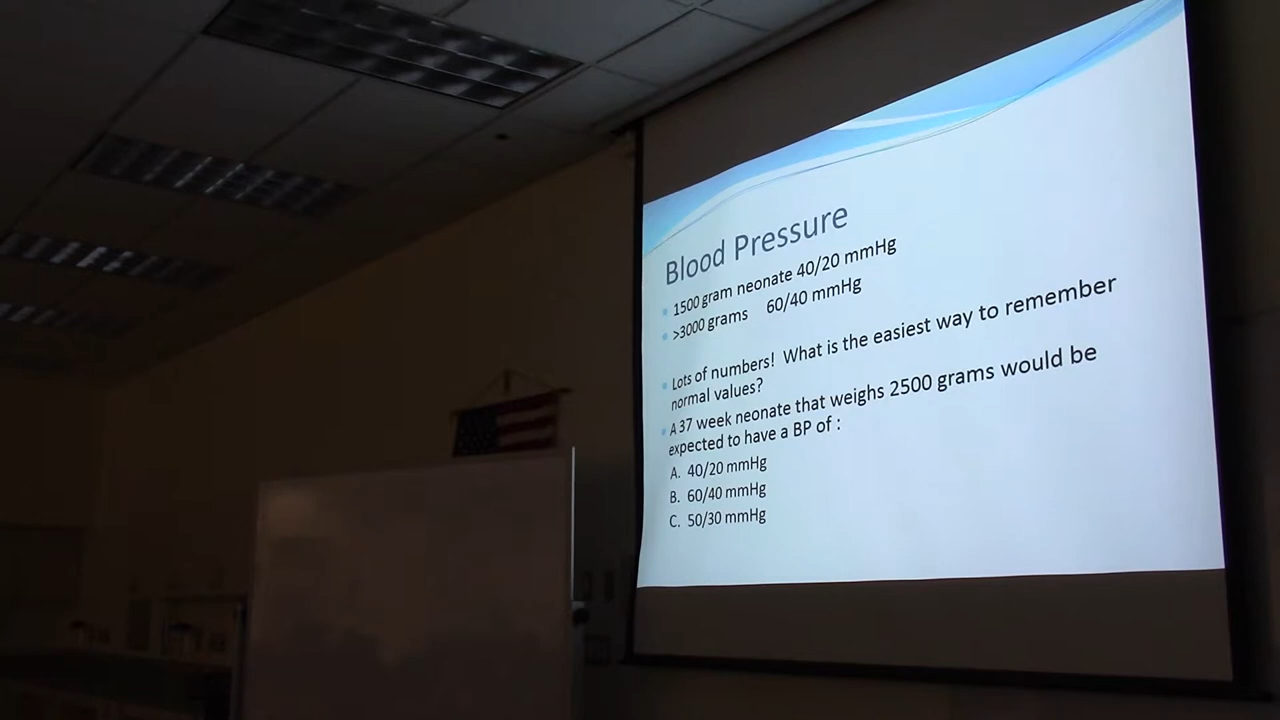 Blood Pressure
1500 gram neonate 40/20 mmHg
>3000 grams 60/40 mmHg
Lots of numbers! What is the easiest way to remember
normal values?
A 37 week neonate that weighs 2500 grams would be
expected to have a BP of :
A. 40/20 mmHg
B. 60/40 mmHg
C. 50/30 mmHg